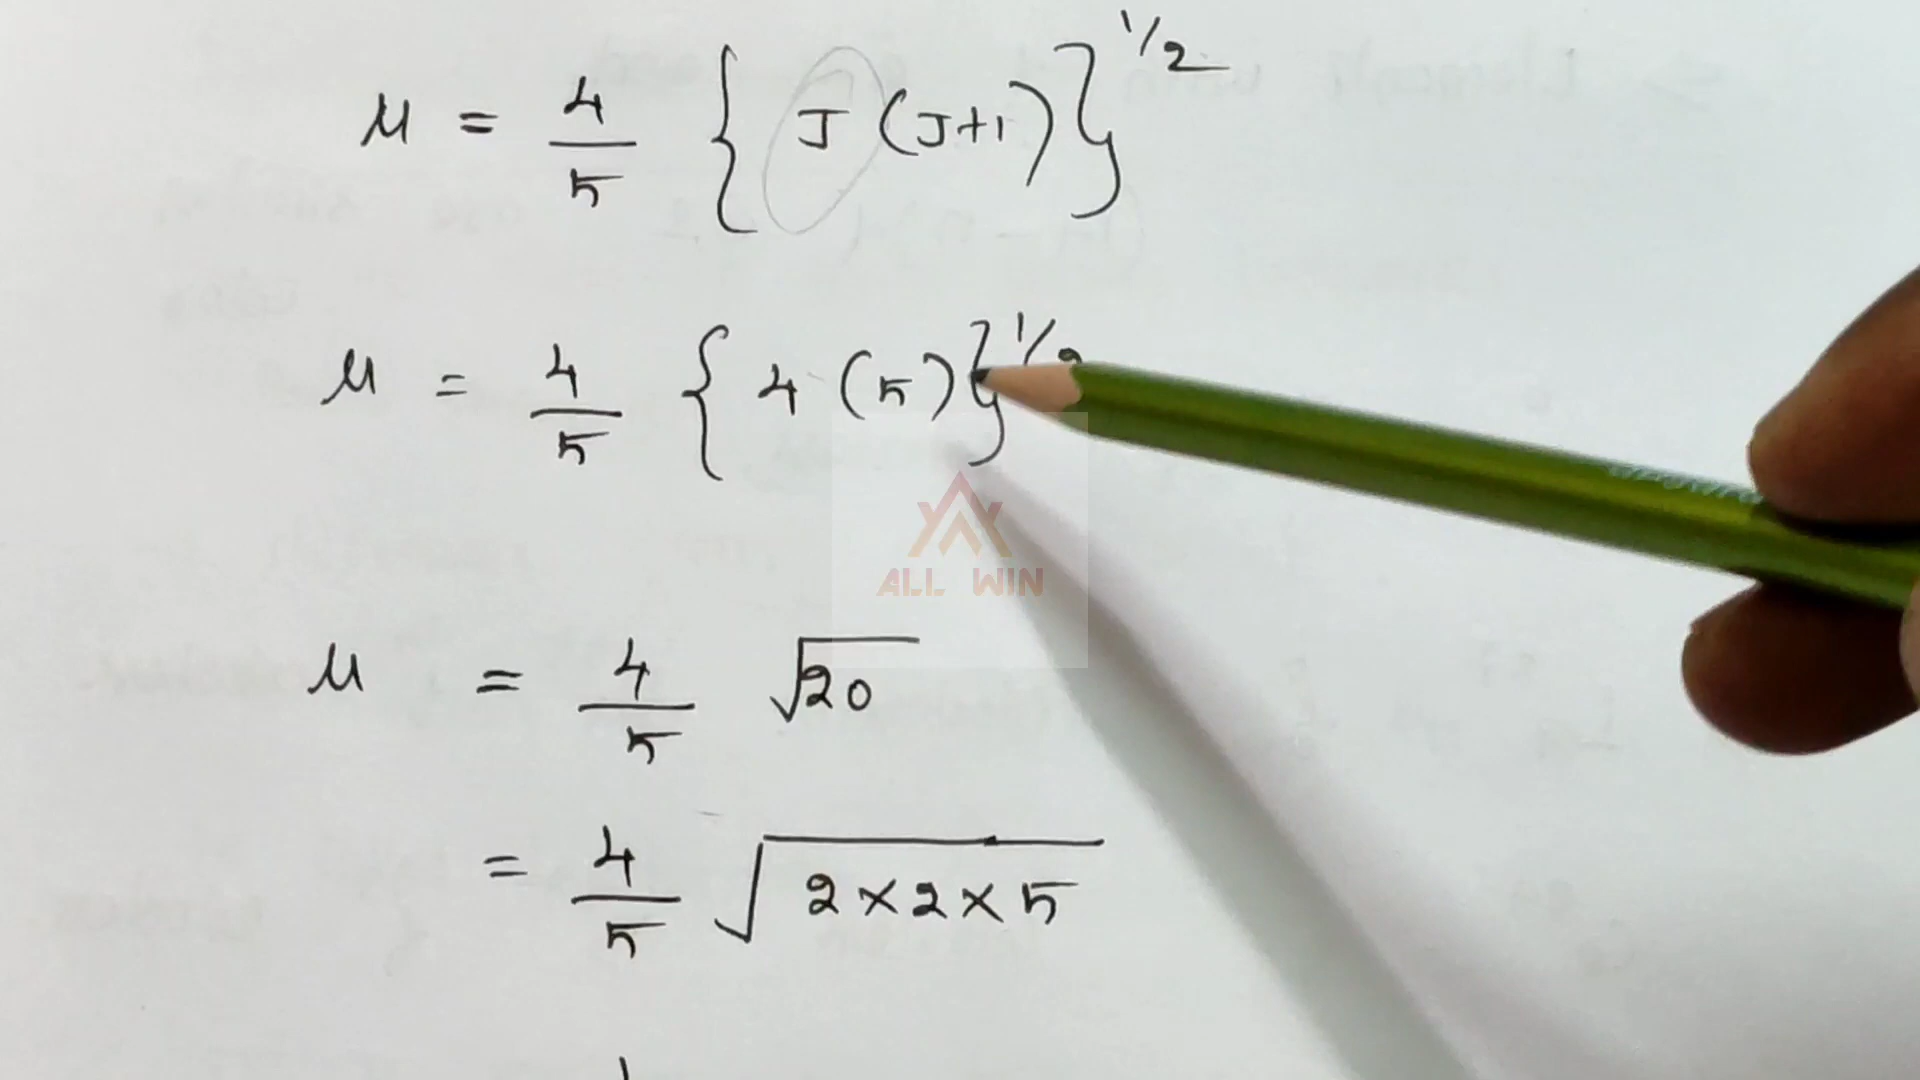 μ = 4/5 { J (J+1) }^1/2
μ = 4/5 { 4 (5) }^1/2
ALL WIN
μ = 4/5 √20
= 4/5 √2×2×5